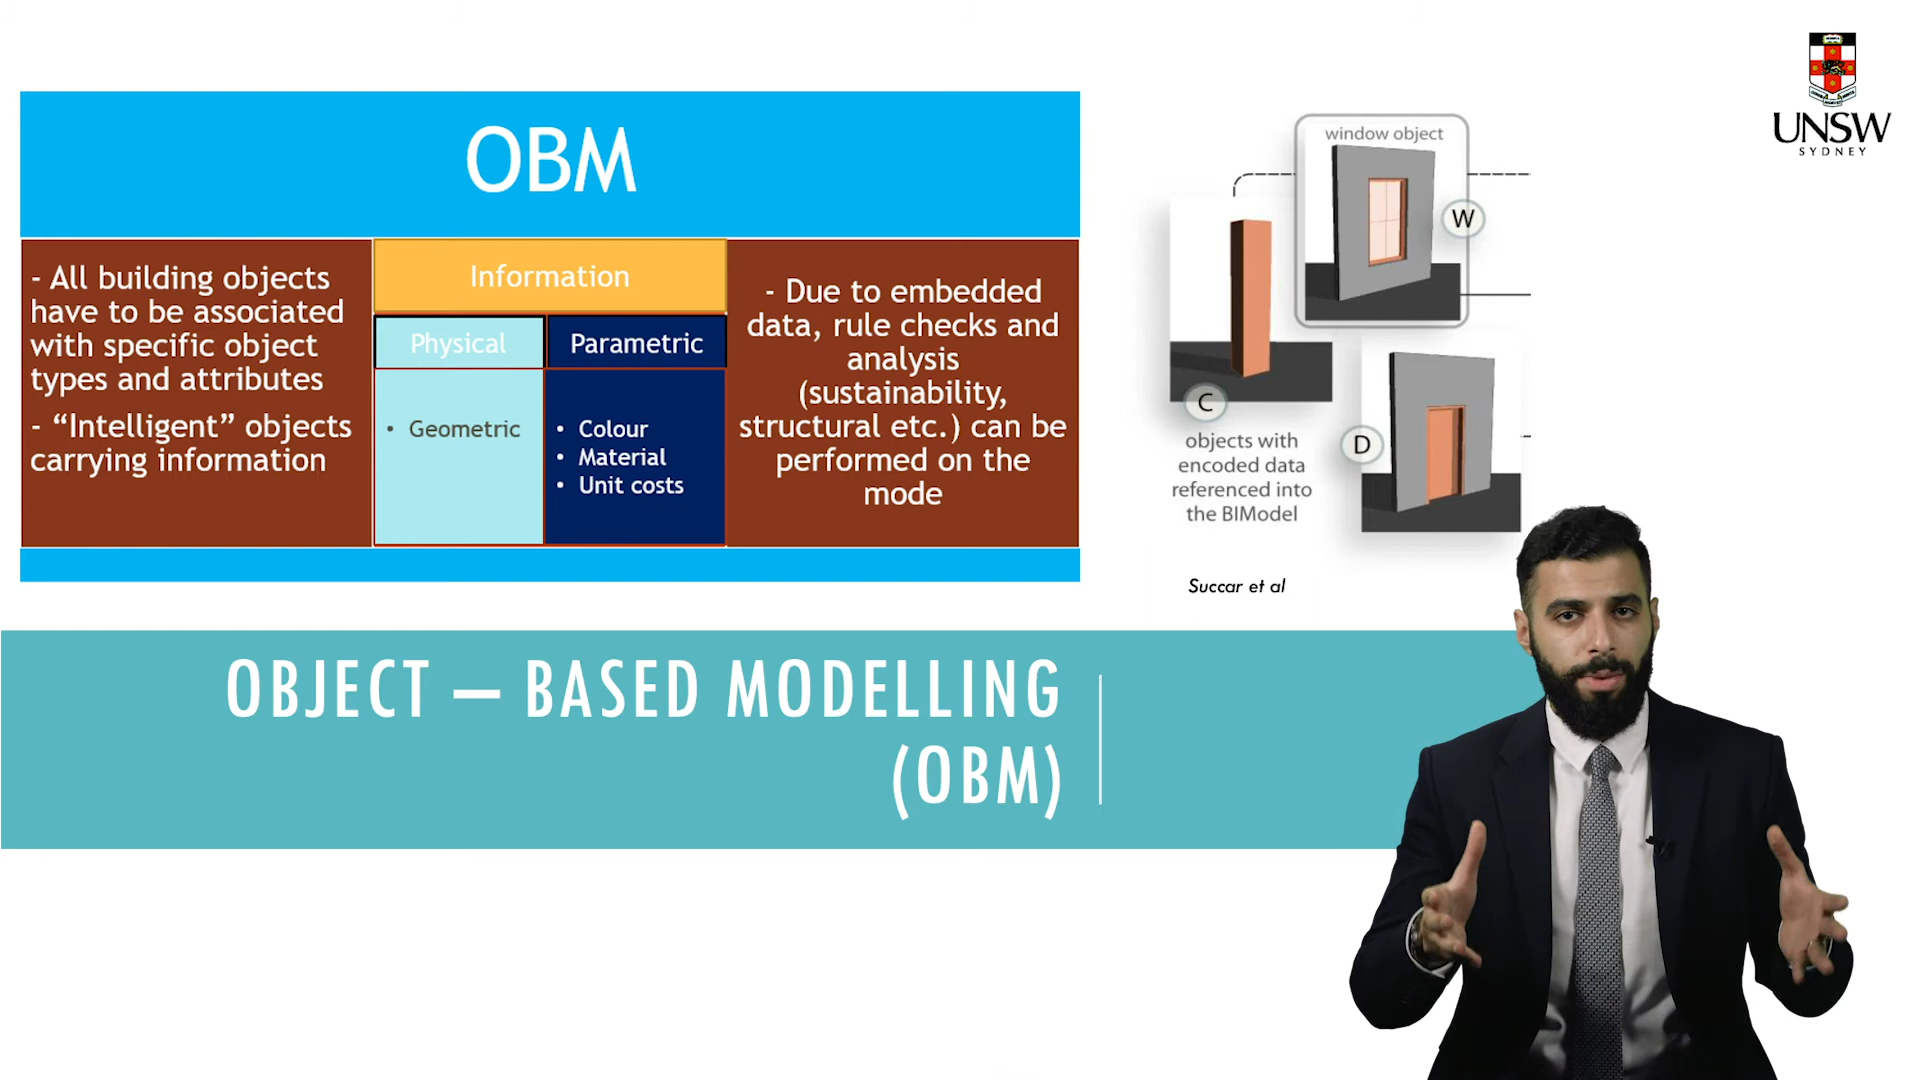 OBM
- All building objects
have to be associated
with specific object
types and attributes
- “Intelligent” objects
carrying information
Information
Physical
Parametric
• Geometric
• Colour
• Material
• Unit costs
- Due to embedded
data, rule checks and
analysis
(sustainability,
structural etc.) can be
performed on the
mode
window object
W
C
D
objects with
encoded data
referenced into
the BIModel
Succar et al
UNSW
SYDNEY
OBJECT – BASED MODELLING
(OBM)